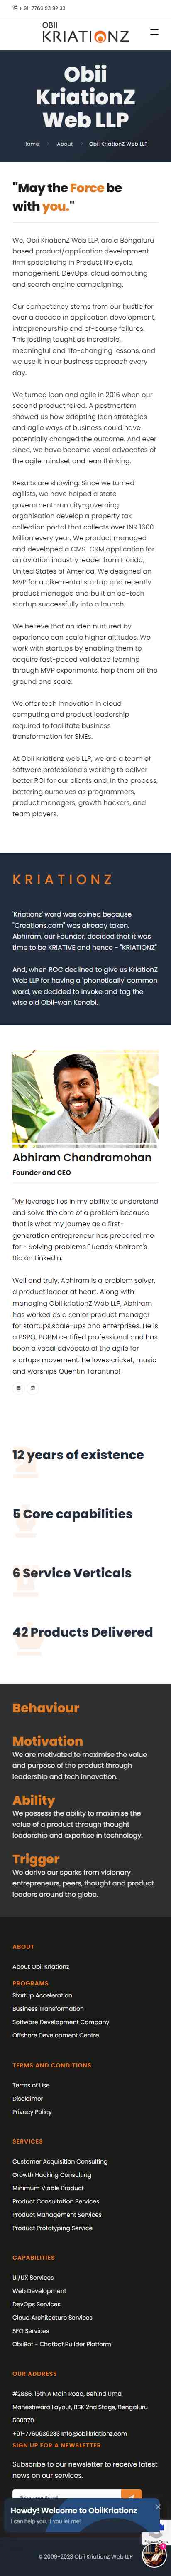 + 91-7760 93 92 33
OBII
KRIATIONZ
Obii
KriationZ
Web LLP
Home
About
Obii KriationZ Web LLP
"May the Force be
with you."
We, Obii KriationZ Web LLP, are a Bengaluru
based product/application development
firm specialising in Product life cycle
management, DevOps, cloud computing
and search engine compaigning.
Our competency stems from our hustle for
over a decade in application development,
intrapreneurship and of-course failures.
This jostling taught as increadible,
meaningful and life-changing lessons, and
we use it in our business approach every
day.
We turned lean and agile in 2016 when our
second product failed. A postmortem
showed us how adopting lean strategies
and agile ways of business could have
potentially changed the outcome. And ever
since, we have become vocal advocates of
the agile mindset and lean thinking.
Results are showing. Since we turned
agilists, we have helped a state
government-run city-governing
organisation develop a property tax
collection portal that collects over INR 1600
Million every year. We product managed
and developed a CMS-CRM application for
an aviation industry leader from Florida,
United States of America. We designed an
MVP for a bike-rental startup and recently
product managed and built an ed-tech
startup successfully into a launch.
We believe that an idea nurtured by
experience can scale higher altitudes. We
work with startups by enabling them to
acquire fast-paced validated learning
through MVP experiments, help them off the
ground and scale.
We offer tech innovation in cloud
computing and product leadership
required to facilitate business
transformation for SMEs.
At Obii Kriationz web LLP, we are a team of
software professionals working to deliver
better ROI for our clients and, in the process,
bettering ourselves as programmers,
product managers, growth hackers, and
team players.
KRIATIONZ
'Kriationz' word was coined because
"Creations.com" was already taken.
Abhiram, our Founder, decided that it was
time to be KRIATIVE and hence - "KRIATIONZ"
And, when ROC declined to give us KriationZ
Web LLP for having a 'phonetically' common
word, we decided to invoke and tag the
wise old Obii-wan Kenobi.
Abhiram Chandramohan
Founder and CEO
"My leverage lies in my ability to understand
and solve the core of a problem because
that is what my journey as a first-
generation entrepreneur has prepared me
for - Solving problems!" Reads Abhiram's
Bio on LinkedIn.
Well and truly, Abhiram is a problem solver,
a product leader at heart. Along with
managing Obii kriationZ Web LLP, Abhiram
has worked as a senior product manager
for startups,scale-ups and enterprises. He is
a PSPO, POPM certified professional and has
been a vocal advocate of the agile for
startups movement. He loves cricket, music
and worships Quentin Tarantino!
12 years of existence
5 Core capabilities
6 Service Verticals
42 Products Delivered
Behaviour
Motivation
We are motivated to maximise the value
and purpose of the product through
leadership and tech innovation.
Ability
We possess the ability to maximise the
value of a product through thought
leadership and expertise in technology.
Trigger
We derive our sparks from visionary
entrepreneurs, peers, thought and product
leaders around the globe.
ABOUT
About Obii Kriationz
PROGRAMS
Startup Acceleration
Business Transformation
Software Development Company
Offshore Development Centre
TERMS AND CONDITIONS
Terms of Use
Disclaimer
Privacy Policy
SERVICES
Customer Acquisition Consulting
Growth Hacking Consulting
Minimum Viable Product
Product Consultation Services
Product Management Services
Product Prototyping Service
CAPABILITIES
UI/UX Services
Web Development
DevOps Services
Cloud Architecture Services
SEO Services
ObiiBot - Chatbot Builder Platform
OUR ADDRESS
#2886, 15th A Main Road, Behind Uma
Maheshwara Layout, BSK 2nd Stage, Bengaluru
560070
+91-7760939233 Info@obiikriationz.com
SIGN UP FOR A NEWSLETTER
Subscribe to our newsletter to receive latest
news on our services.
Howdy! Welcome to ObiiKriationz
I can help you, if you let me!
© 2009-2023 Obii KriationZ Web LLP